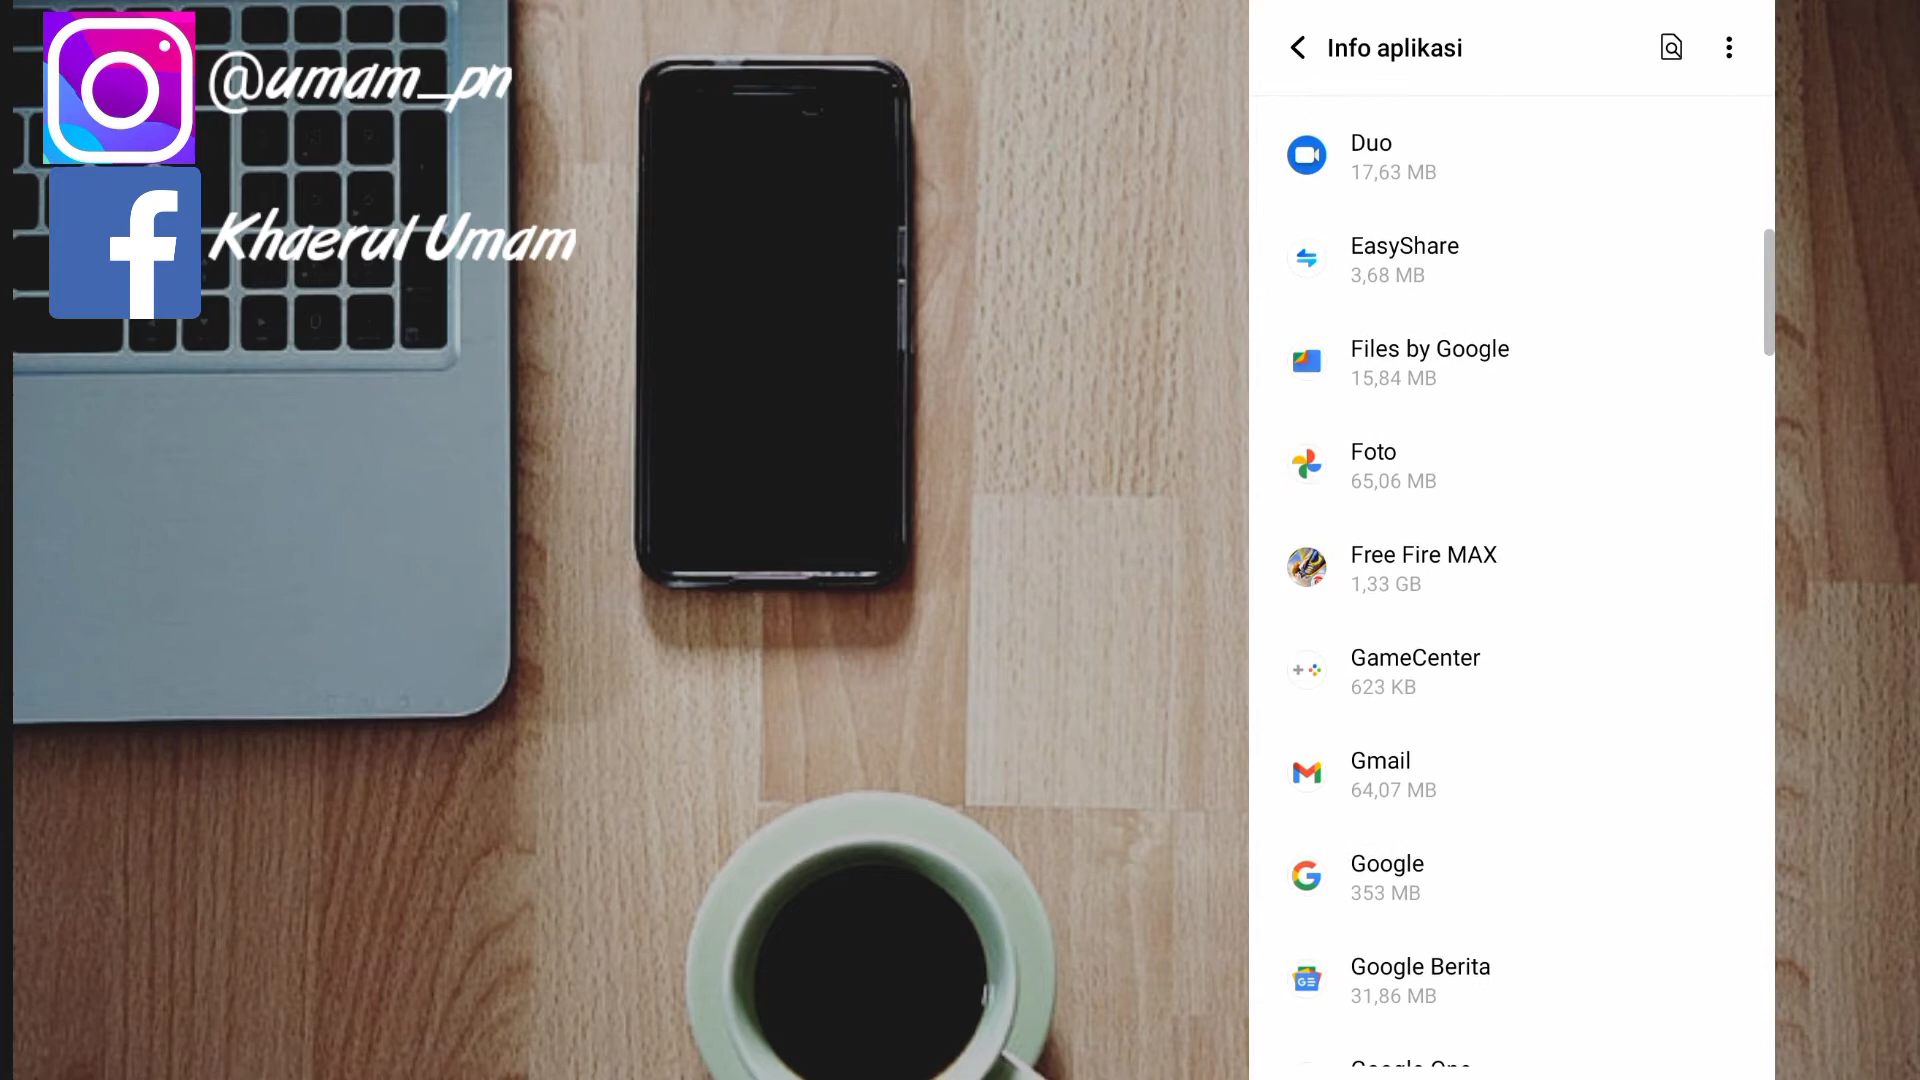 @umam_pn
Khaerul Umam
Info aplikasi
Duo
17,63 MB
EasyShare
3,68 MB
Files by Google
15,84 MB
Foto
65,06 MB
Free Fire MAX
1,33 GB
GameCenter
623 KB
Gmail
64,07 MB
Google
353 MB
Google Berita
31,86 MB
Google One